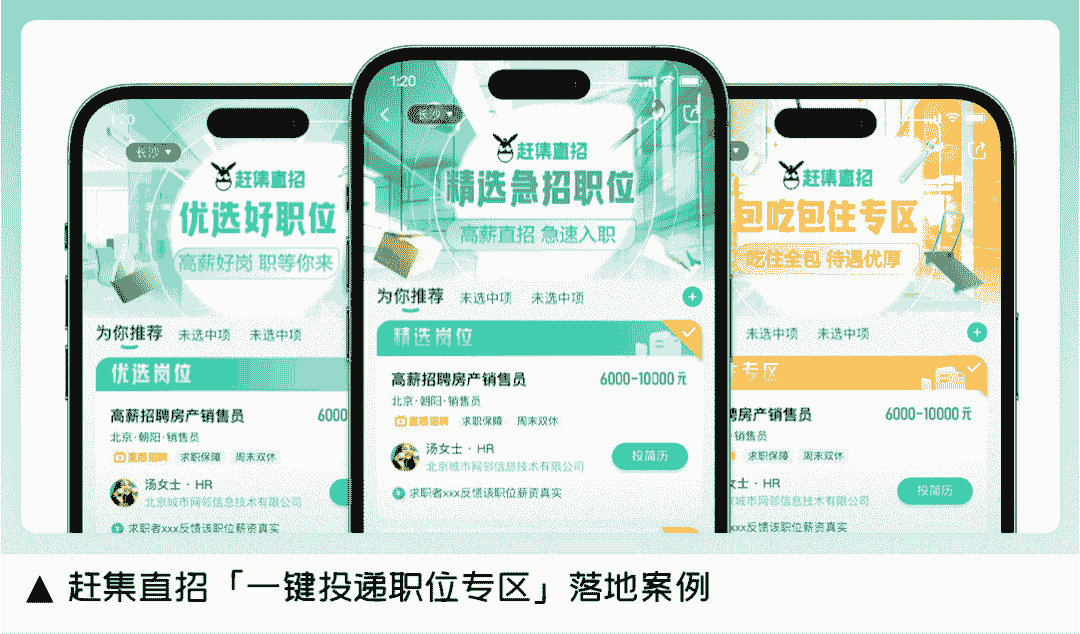 1:20
长沙
赶集直招
优选好职位
高薪好岗 职等你来
为你推荐 未选中项 未选中项
优选岗位
高薪招聘房产销售员 6000
北京·朝阳·销售员
直播招聘 求职保障 周末双休
汤女士·HR
北京城市网邻信息技术有限公司
求职者xxx反馈该职位薪资真实
1:20
长沙
赶集直招
精选急招职位
高薪直招 急速入职
为你推荐 未选中项 未选中项
精选岗位
高薪招聘房产销售员 6000-10000元
北京·朝阳·销售员
直播招聘 求职保障 周末双休
汤女士·HR
北京城市网邻信息技术有限公司
投简历
求职者xxx反馈该职位薪资真实
赶集直招
包吃包住专区
吃住全包 待遇优厚
未选中项 未选中项
专区
房产销售员 6000-10000元
·销售员
求职保障 周末双休
女士·HR
城市网邻信息技术有限公司
投简历
xxx反馈该职位薪资真实
▲ 赶集直招「一键投递职位专区」落地案例